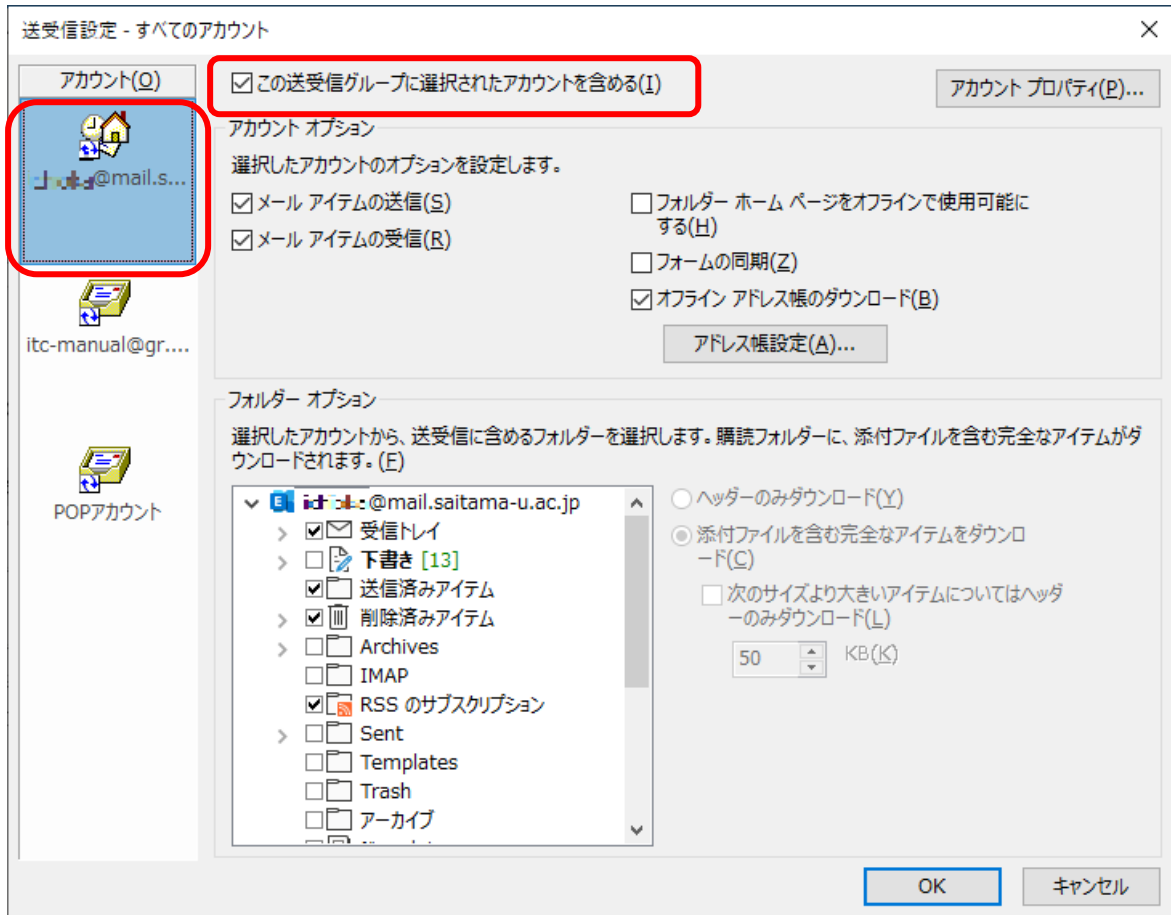 送受信設定 - すべてのアカウント
アカウント(O)
この送受信グループに選択されたアカウントを含める(I)
アカウント プロパティ(P)...
@mail.s...
itc-manual@gr....
POPアカウント
アカウント オプション
選択したアカウントのオプションを設定します。
メール アイテムの送信(S)
メール アイテムの受信(R)
フォルダー ホーム ページをオフラインで使用可能に
する(H)
フォームの同期(Z)
オフライン アドレス帳のダウンロード(B)
アドレス帳設定(A)...
フォルダー オプション
選択したアカウントから、送受信に含めるフォルダーを選択します。購読フォルダーに、添付ファイルを含む完全なアイテムがダ
ウンロードされます。(F)
@mail.saitama-u.ac.jp
受信トレイ
下書き [13]
送信済みアイテム
削除済みアイテム
Archives
IMAP
RSS のサブスクリプション
Sent
Templates
Trash
アーカイブ
ヘッダーのみダウンロード(Y)
添付ファイルを含む完全なアイテムをダウンロ
ード(C)
次のサイズより大きいアイテムについてはヘッダ
ーのみダウンロード(L)
50 KB(K)
OK
キャンセル